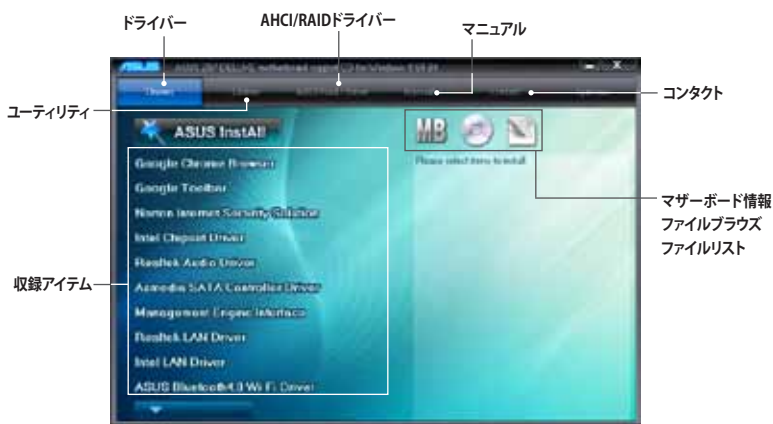 ドライバー
AHCI/RAIDドライバー
マニュアル
ユーティリティ
コンタクト
ASUS
Drivers
ASUS InstAll
MB
Please select items to install
Google Chrome Browser
Google Toolbar
Norton Internet Security Solution
Intel Chipset Driver
Realtek Audio Driver
Asmedia SATA Controller Driver
Management Engine Interface
Realtek LAN Driver
Intel LAN Driver
ASUS Bluetooth4.0 Wi-Fi Driver
収録アイテム
マザーボード情報
ファイルブラウズ
ファイルリスト